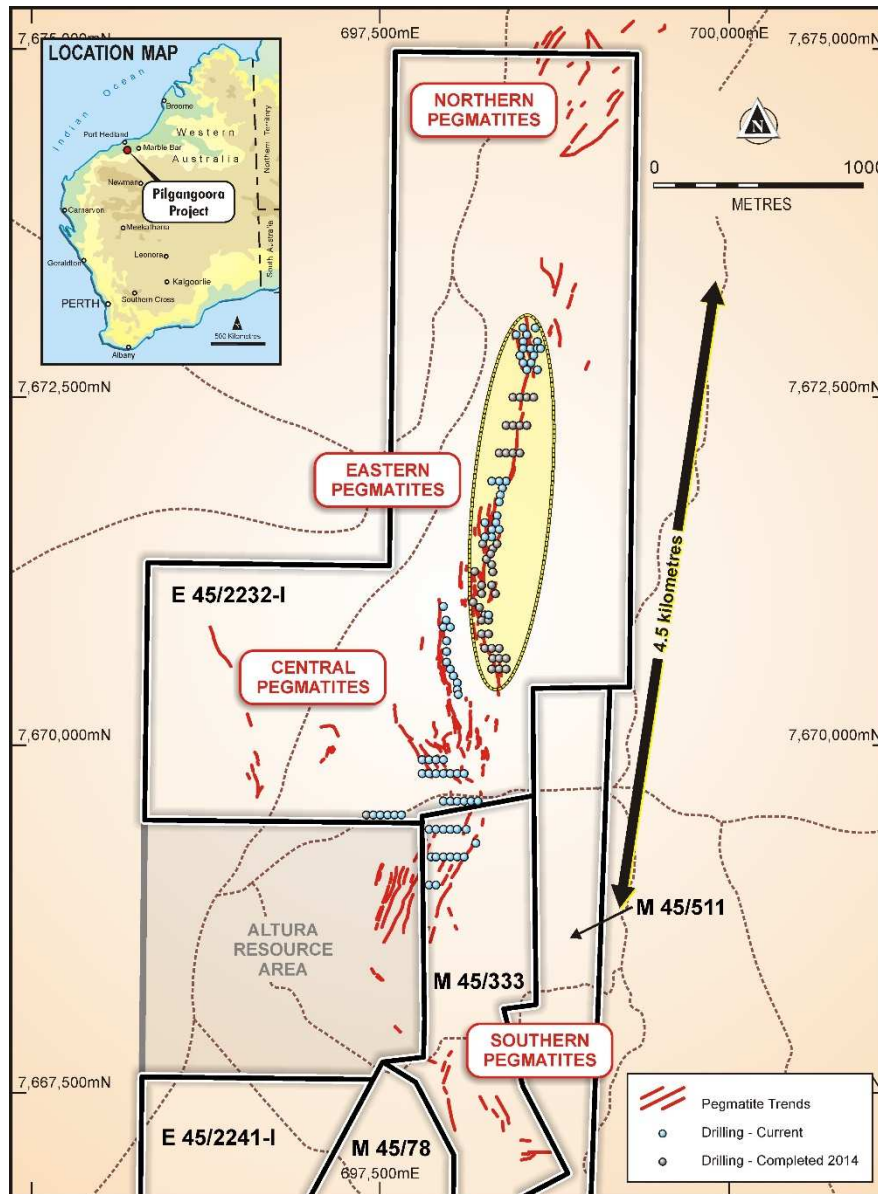 697,500mE
700,000mE
7,675,000mN
7,675,000mN
LOCATION MAP
Indian Ocean
Broome
Western
Australia
Northern Territory
South Australia
Port Hedland
Marble Bar
Newman
Pilgangoora
Project
Carnarvon
Meekatharra
Geraldton
Leonora
Kalgoorlie
PERTH
Southern Cross
Albany
N
500 Kilometres
NORTHERN
PEGMATITES
N
0
1000
METRES
7,672,500mN
7,672,500mN
EASTERN
PEGMATITES
4.5 kilometres
E 45/2232-I
CENTRAL
PEGMATITES
7,670,000mN
7,670,000mN
M 45/511
ALTURA
RESOURCE
AREA
M 45/333
SOUTHERN
PEGMATITES
7,667,500mN
7,667,500mN
E 45/2241-I
M 45/78
697,500mE
Pegmatite Trends
Drilling - Current
Drilling - Completed 2014